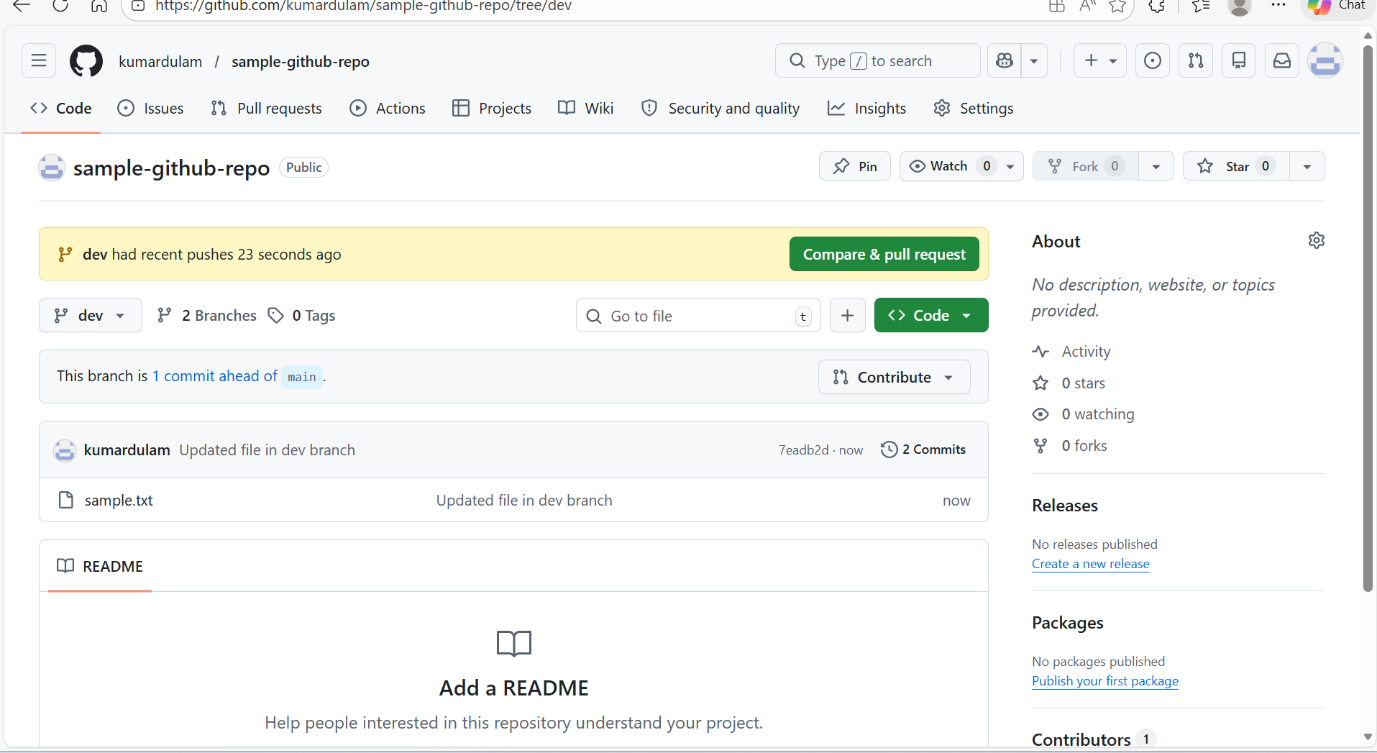 https://github.com/kumardulam/sample-github-repo/tree/dev
Chat
kumardulam / sample-github-repo
Type / to search
Code Issues Pull requests Actions Projects Wiki Security and quality Insights Settings
sample-github-repo Public
Pin Watch 0 Fork 0 Star 0
dev had recent pushes 23 seconds ago
Compare & pull request
dev 2 Branches 0 Tags
Go to file t
Code
This branch is 1 commit ahead of main .
Contribute
kumardulam Updated file in dev branch 7eadb2d · now 2 Commits
sample.txt Updated file in dev branch now
README
Add a README
Help people interested in this repository understand your project.
About
No description, website, or topics
provided.
Activity
0 stars
0 watching
0 forks
Releases
No releases published
Create a new release
Packages
No packages published
Publish your first package
Contributors 1